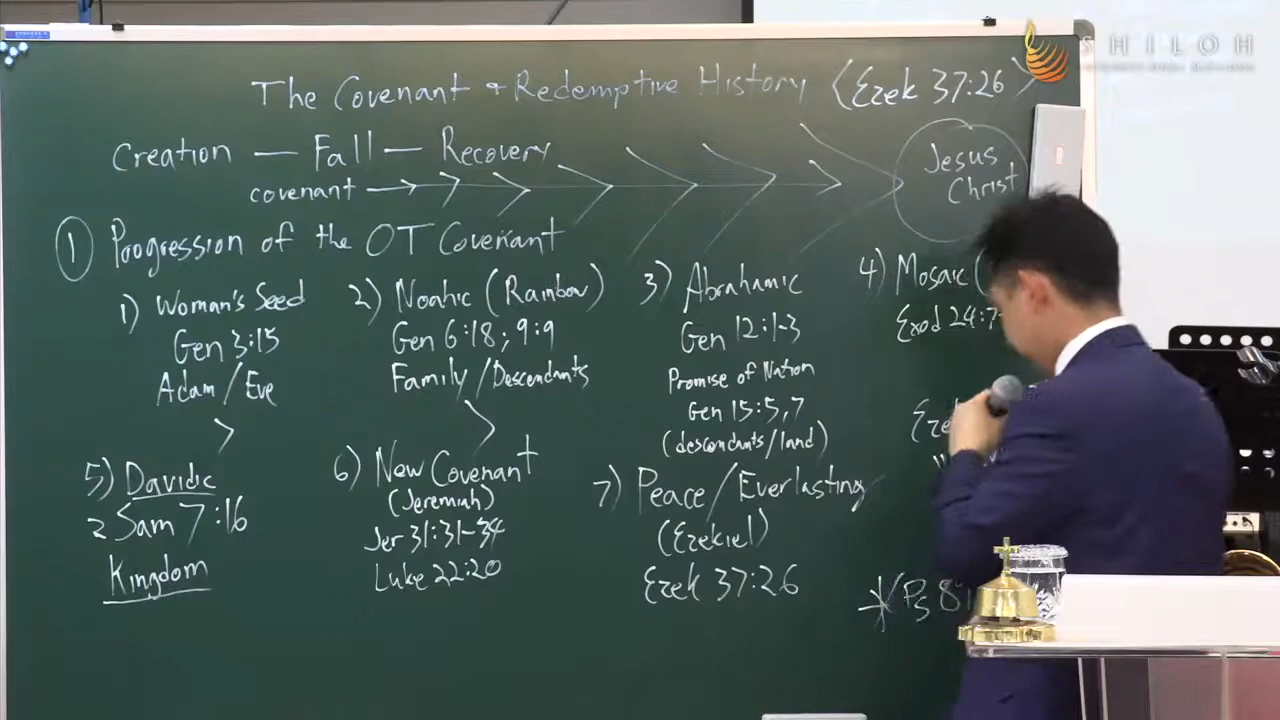 SHILOH
The Covenant & Redemptive History (Ezek 37:26)
Creation — Fall — Recovery
covenant
Jesus
Christ
① Progression of the OT Covenant
1) Woman's Seed
Gen 3:15
Adam/Eve
2) Noahic (Rainbow)
Gen 6:18; 9:9
Family/Descendants
3) Abrahamic
Gen 12:1-3
Promise of Nation
Gen 15:5,7
(descendants/land)
4) Mosaic (
Exod 24:7
5) Davidic
2 Sam 7:16
Kingdom
6) New Covenant
(Jeremiah)
Jer 31:31-34
Luke 22:20
7) Peace/Everlasting
(Ezekiel)
Ezek 37:26
* Ps 8